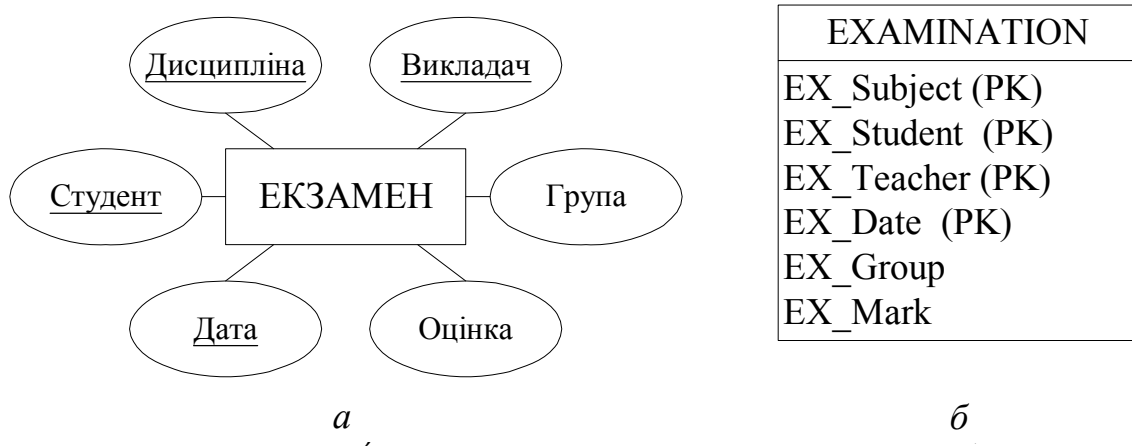 Дисципліна
Викладач
Студент
ЕКЗАМЕН
Група
Дата
Оцінка
а
EXAMINATION
EX_Subject (PK)
EX_Student (PK)
EX_Teacher (PK)
EX_Date (PK)
EX_Group
EX_Mark
б